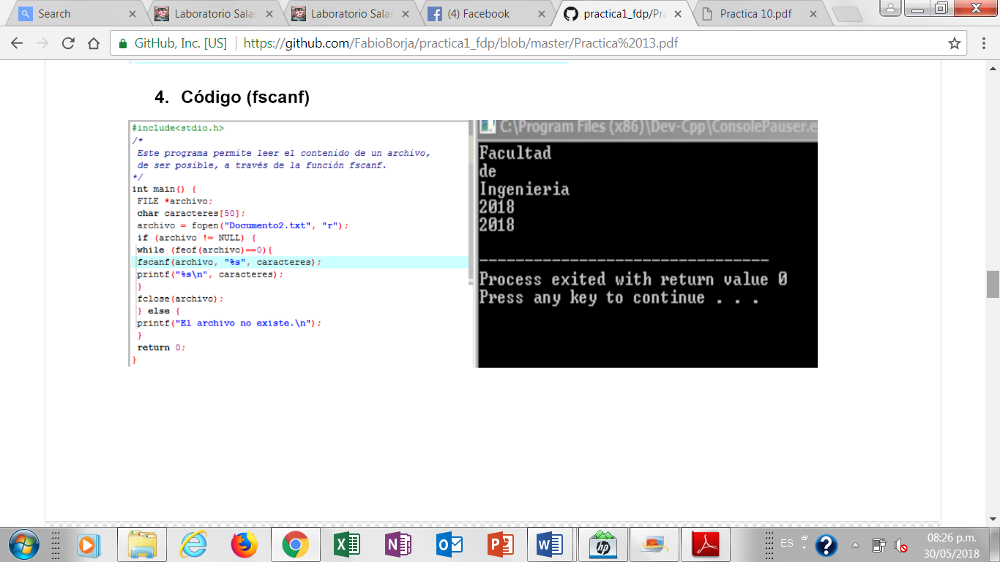 Search
Laboratorio Salas
Laboratorio Salas
(4) Facebook
practica1_fdp/Pra
Practica 10.pdf
GitHub, Inc. [US]
https://github.com/FabioBorja/practica1_fdp/blob/master/Practica%2013.pdf
4. Código (fscanf)
#include<stdio.h>
/*
Este programa permite leer el contenido de un archivo,
de ser posible, a través de la función fscanf.
*/
int main() {
FILE *archivo;
char caracteres[50];
archivo = fopen("Documento2.txt", "r");
if (archivo != NULL) {
while (feof(archivo)==0){
fscanf(archivo, "%s", caracteres);
printf("%s\n", caracteres);
}
fclose(archivo);
} else {
printf("El archivo no existe.\n");
}
return 0;
}
C:\Program Files (x86)\Dev-Cpp\ConsolePauser.e
Facultad
de
Ingenieria
2018
2018
--------------------------------
Process exited with return value 0
Press any key to continue . . .
ES
08:26 p.m.
30/05/2018